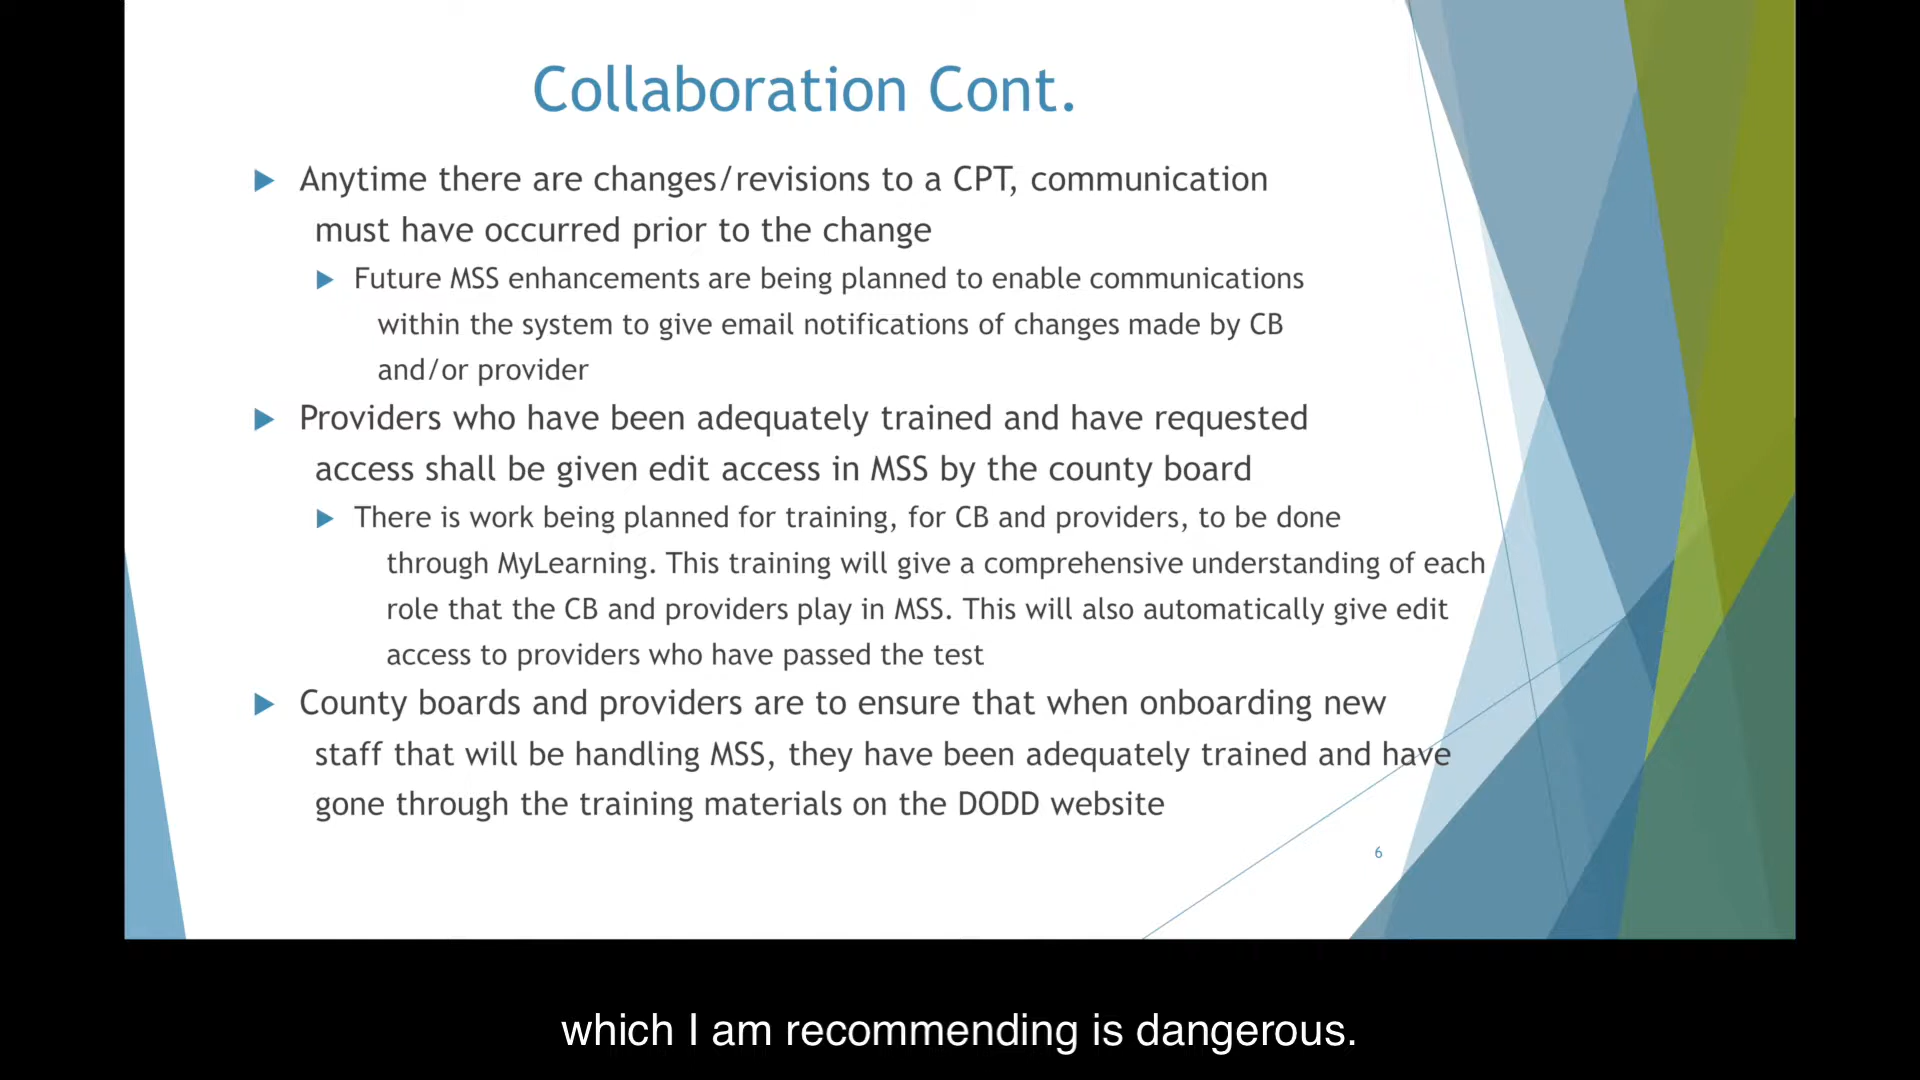 Collaboration Cont.
Anytime there are changes/revisions to a CPT, communication
must have occurred prior to the change
Future MSS enhancements are being planned to enable communications
within the system to give email notifications of changes made by CB
and/or provider
Providers who have been adequately trained and have requested
access shall be given edit access in MSS by the county board
There is work being planned for training, for CB and providers, to be done
through MyLearning. This training will give a comprehensive understanding of each
role that the CB and providers play in MSS. This will also automatically give edit
access to providers who have passed the test
County boards and providers are to ensure that when onboarding new
staff that will be handling MSS, they have been adequately trained and have
gone through the training materials on the DODD website
6
which I am recommending is dangerous.